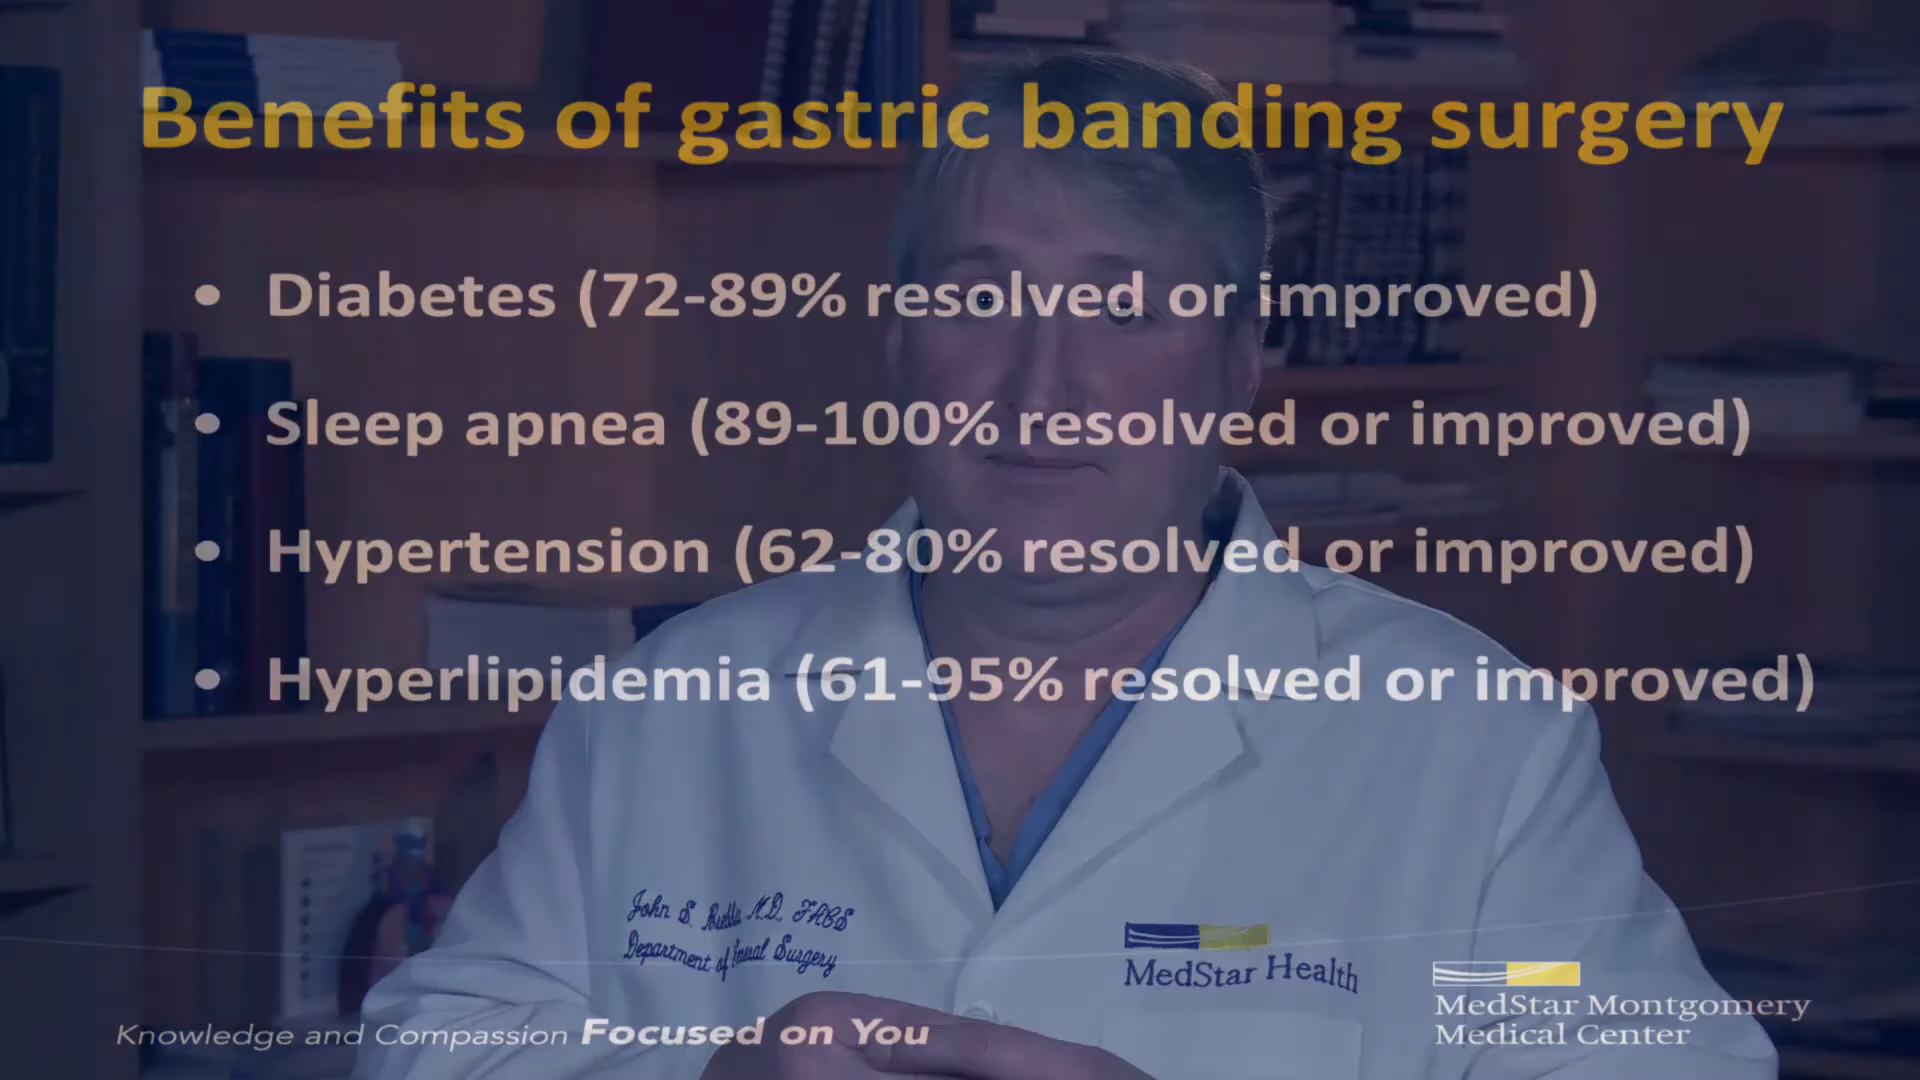 Benefits of gastric banding surgery
• Diabetes (72-89% resolved or improved)
• Sleep apnea (89-100% resolved or improved)
• Hypertension (62-80% resolved or improved)
• Hyperlipidemia (61-95% resolved or improved)
John S. M.D. FACS
Department of Surgery
MedStar Health
Knowledge and Compassion Focused on You
MedStar Montgomery
Medical Center